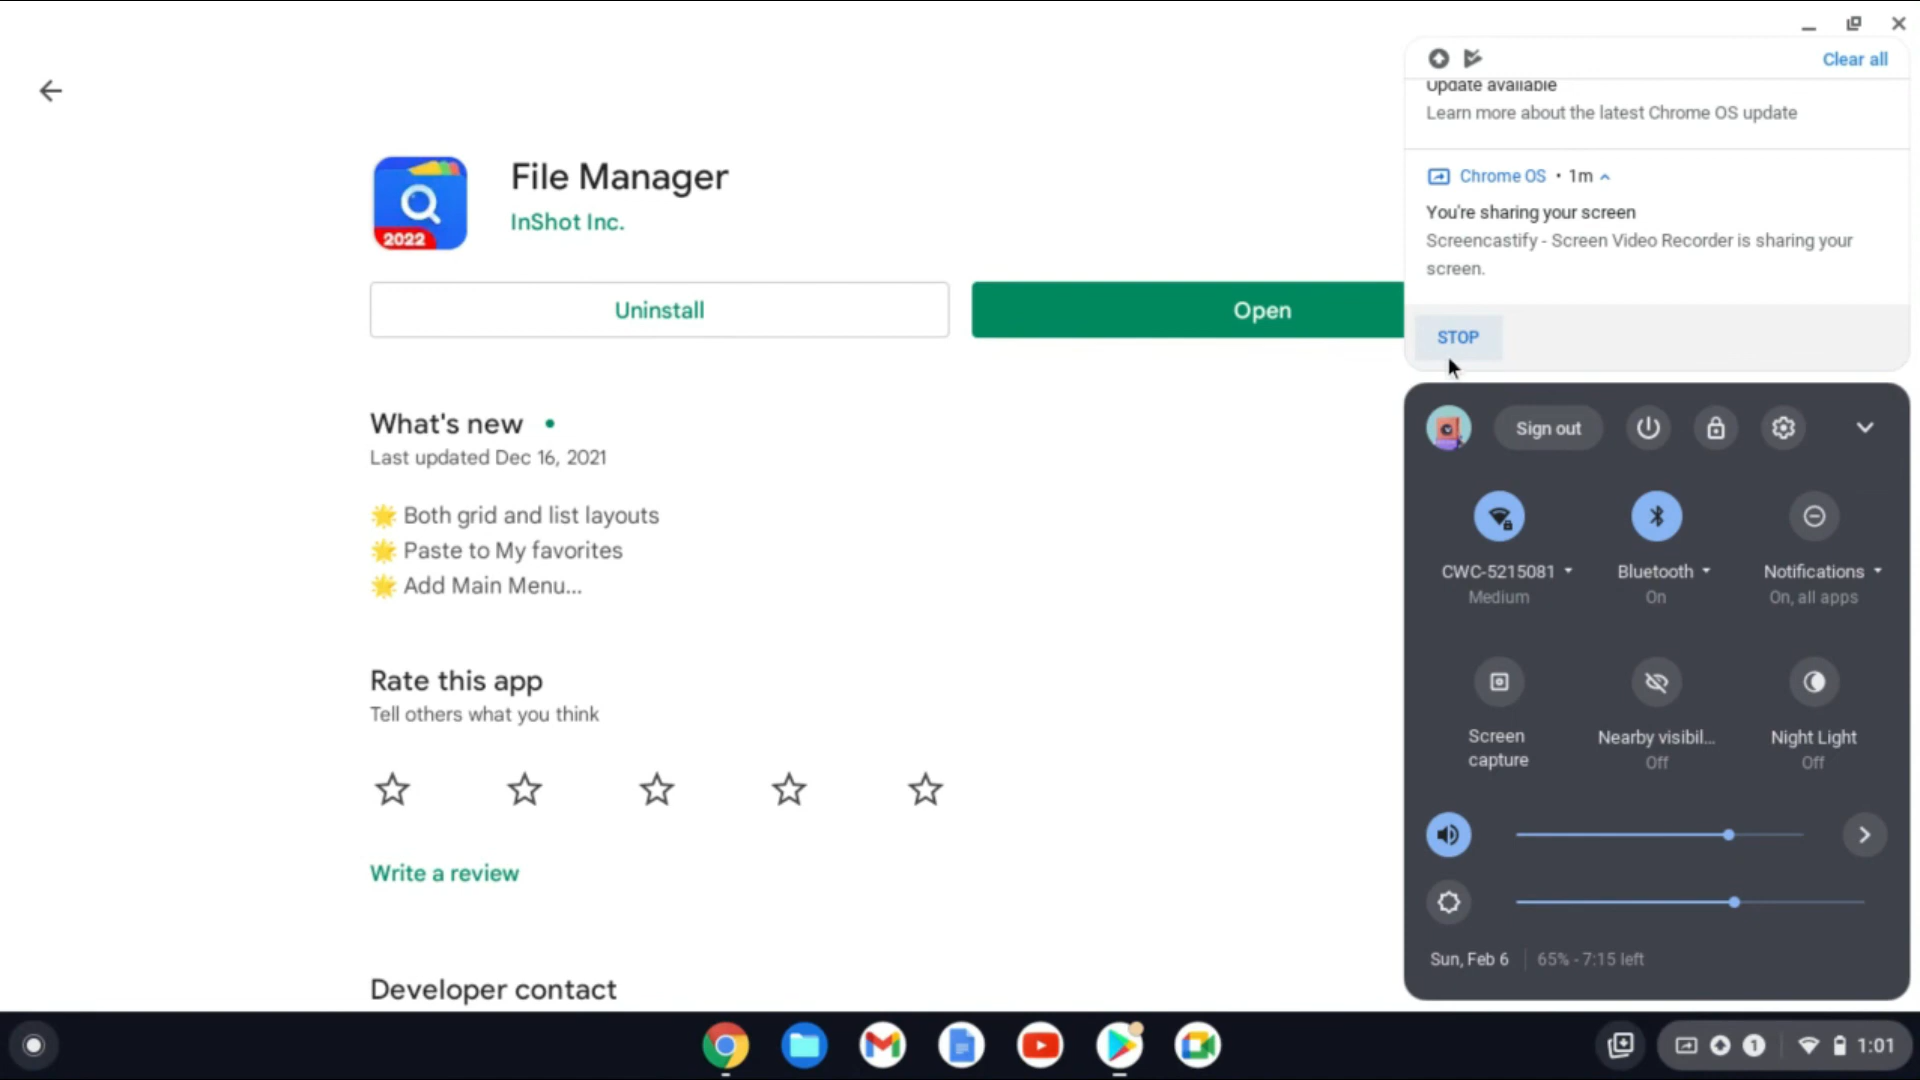 File Manager
InShot Inc.
2022
Uninstall
Open
What's new
Last updated Dec 16, 2021
Both grid and list layouts
Paste to My favorites
Add Main Menu...
Rate this app
Tell others what you think
Write a review
Developer contact
Clear all
Update available
Learn more about the latest Chrome OS update
Chrome OS • 1m
You're sharing your screen
Screencastify - Screen Video Recorder is sharing your
screen.
STOP
Sign out
CWC-5215081
Medium
Bluetooth
On
Notifications
On, all apps
Screen
capture
Nearby visibil...
Off
Night Light
Off
Sun, Feb 6
65% - 7:15 left
1
1:01